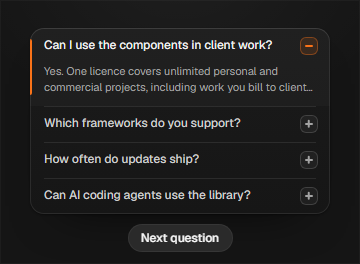 Can I use the components in client work?
Yes. One licence covers unlimited personal and
commercial projects, including work you bill to client...
Which frameworks do you support?
How often do updates ship?
Can AI coding agents use the library?
Next question